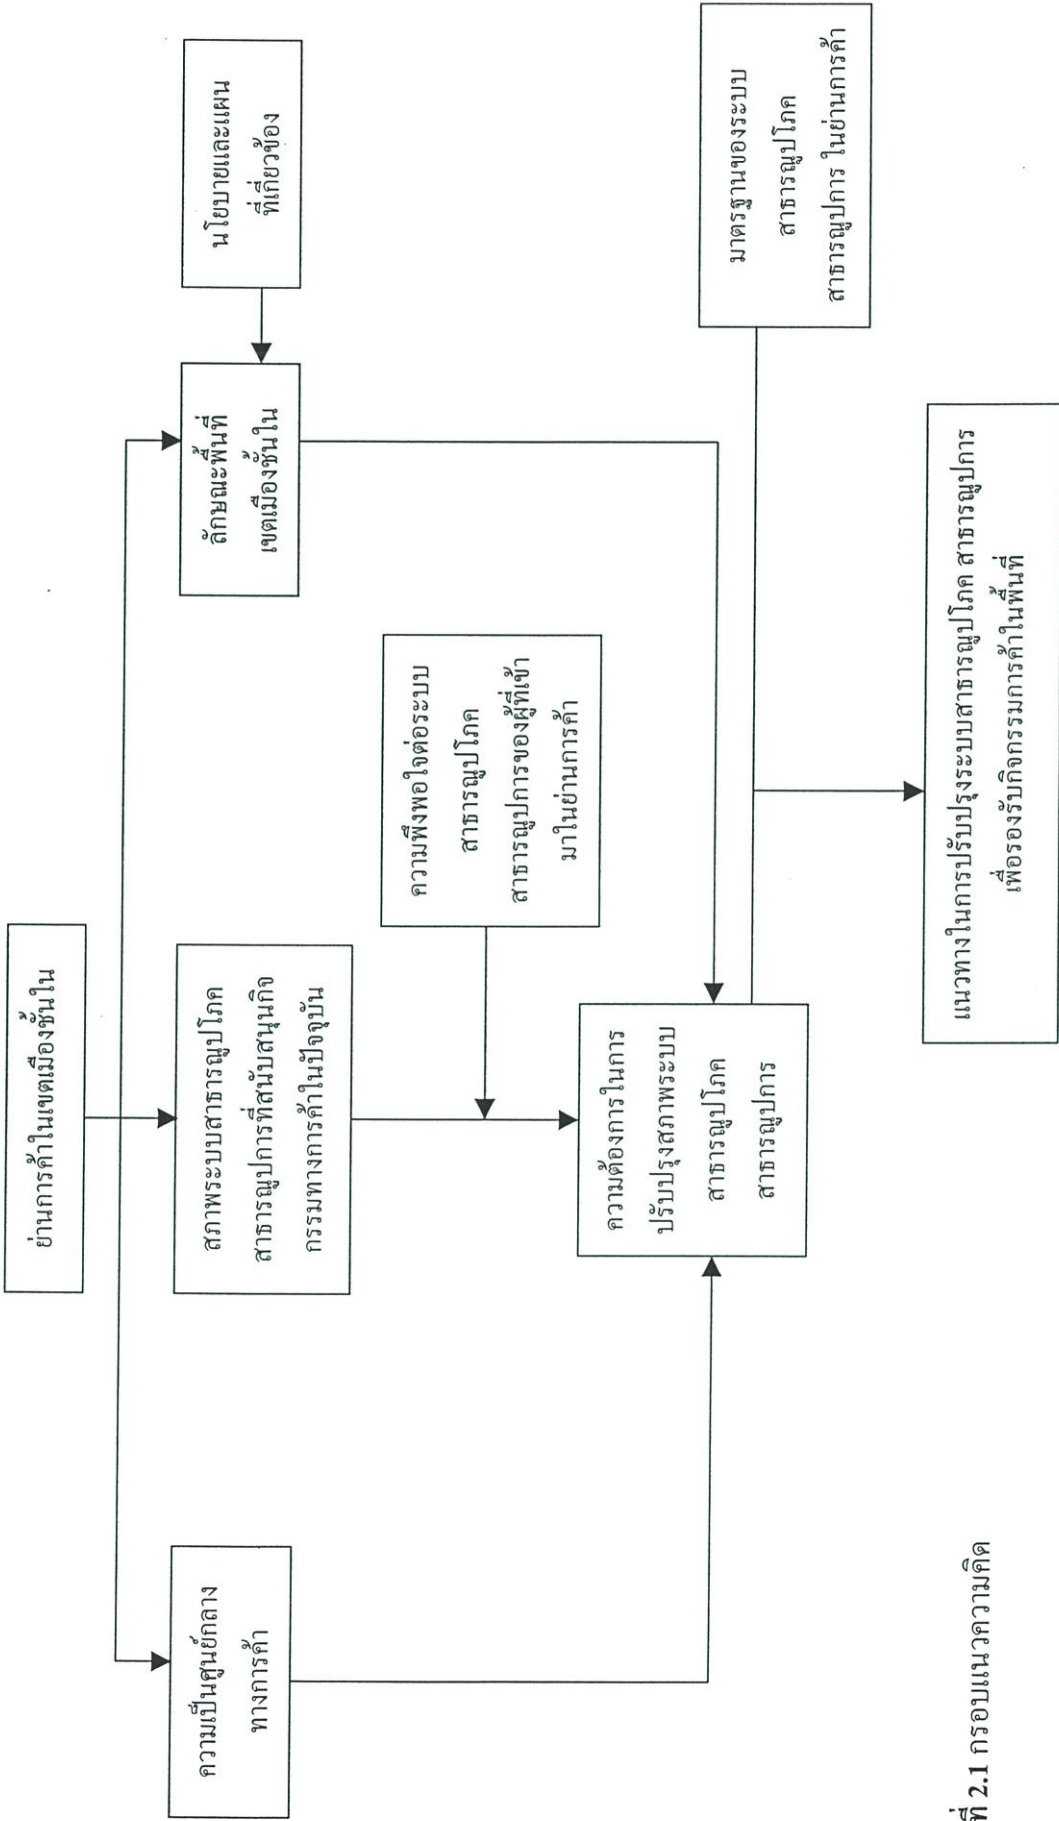 ย่านการค้าในเขตเมืองชั้นใน
ความเป็นศูนย์กลาง
ทางการค้า
สภาพระบบสาธารณูปโภค
สาธารณูปการที่สนับสนุนกิจ
กรรมทางการค้าในปัจจุบัน
ลักษณะพื้นที่
เขตเมืองชั้นใน
นโยบายและแผน
ที่เกี่ยวข้อง
ความพึงพอใจต่อระบบ
สาธารณูปโภค
สาธารณูปการของผู้ที่เข้า
มาในย่านการค้า
ความต้องการในการ
ปรับปรุงสภาพระบบ
สาธารณูปโภค
สาธารณูปการ
มาตรฐานของระบบ
สาธารณูปโภค
สาธารณูปการ ในย่านการค้า
แนวทางในการปรับปรุงระบบสาธารณูปโภค สาธารณูปการ
เพื่อรองรับกิจกรรมการค้าในพื้นที่
ที่ 2.1 กรอบแนวความคิด